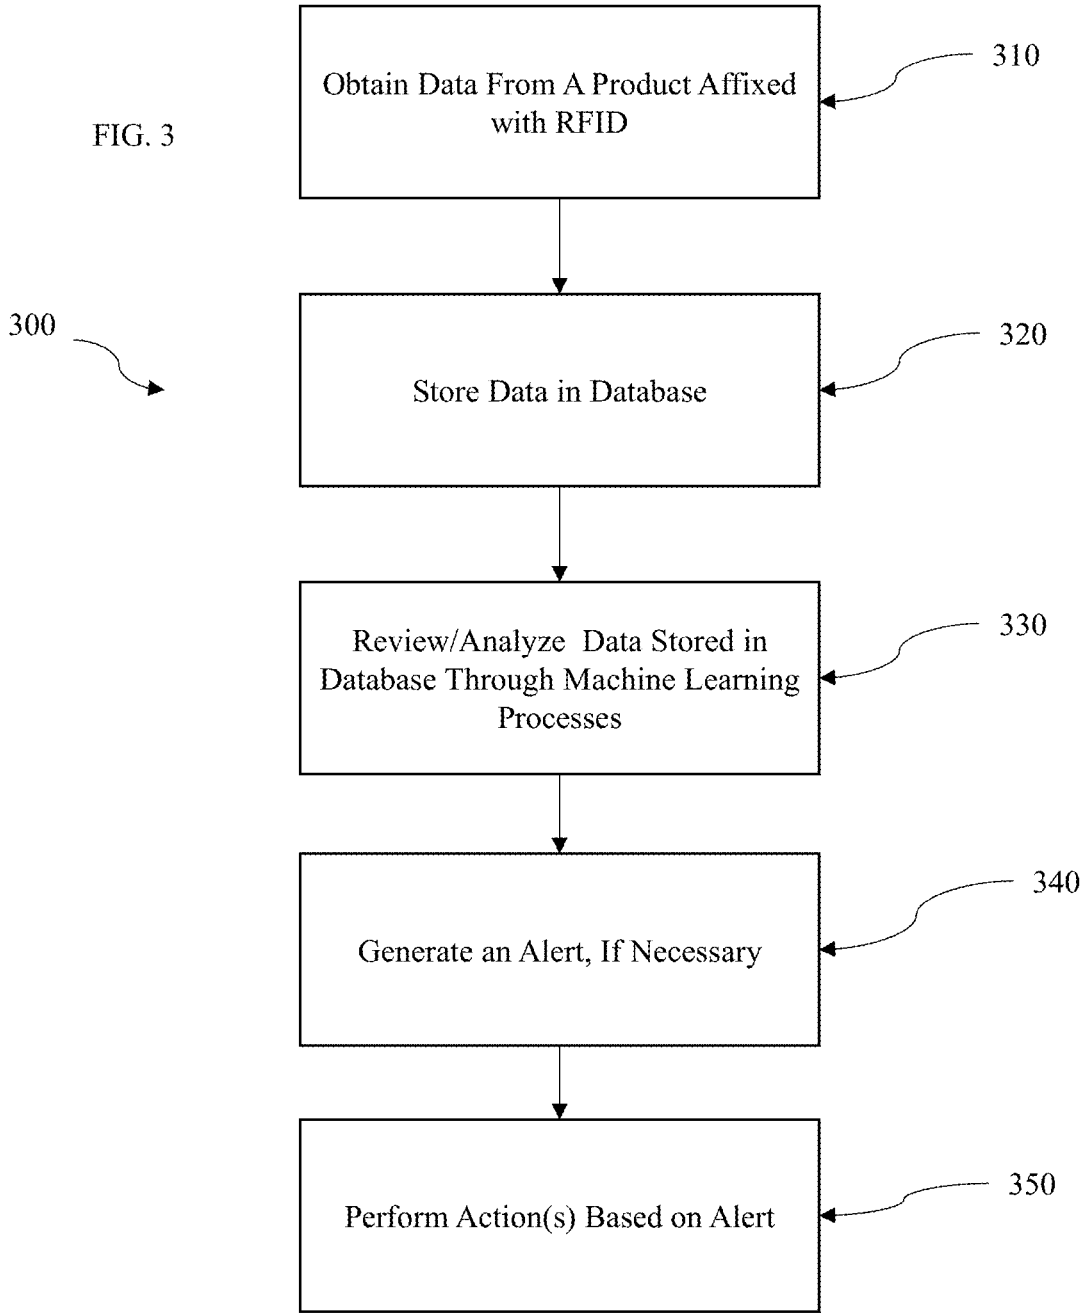 310
Obtain Data From A Product Affixed
with RFID
FIG. 3
300
320
Store Data in Database
330
Review/Analyze  Data Stored in
Database Through Machine Learning
Processes
340
Generate an Alert, If Necessary
350
Perform Action(s) Based on Alert